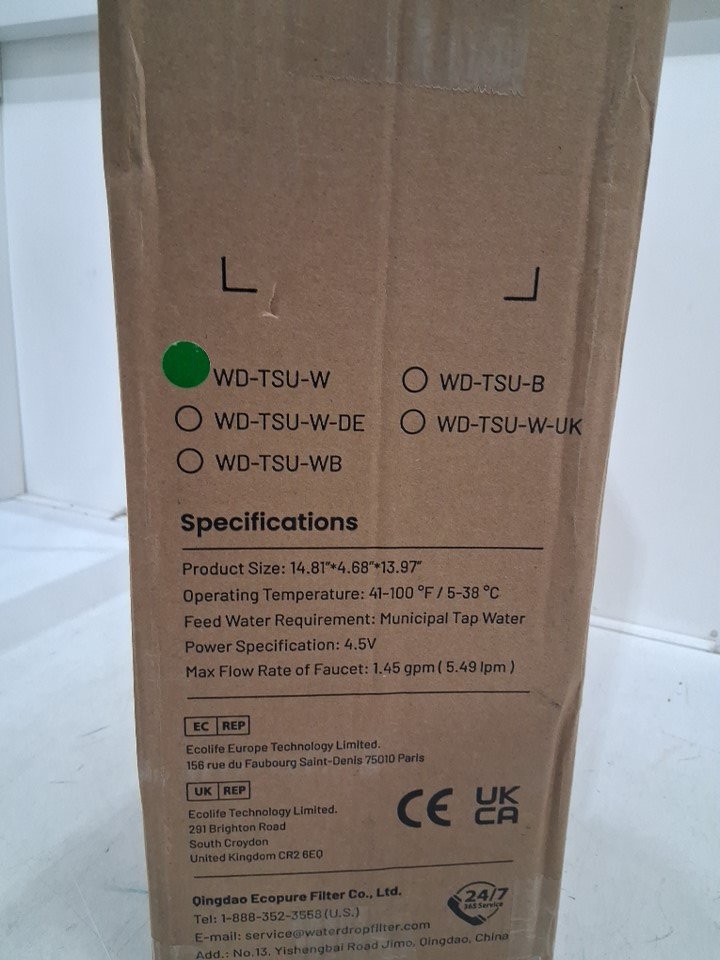 WD-TSU-W
WD-TSU-B
WD-TSU-W-DE
WD-TSU-W-UK
WD-TSU-WB
Specifications
Product Size: 14.81"*4.68"*13.97"
Operating Temperature: 41-100 °F / 5-38 °C
Feed Water Requirement: Municipal Tap Water
Power Specification: 4.5V
Max Flow Rate of Faucet: 1.45 gpm ( 5.49 lpm )
EC REP
Ecolife Europe Technology Limited.
156 rue du Faubourg Saint-Denis 75010 Paris
UK REP
Ecolife Technology Limited.
291 Brighton Road
South Croydon
United Kingdom CR2 6EQ
CE
UK
CA
Qingdao Ecopure Filter Co., Ltd.
Tel: 1-888-352-3558 (U.S.)
E-mail: service@waterdropfilter.com
Add.: No.13, Yishengbai Road Jimo, Qingdao, China
24/7
365 Service